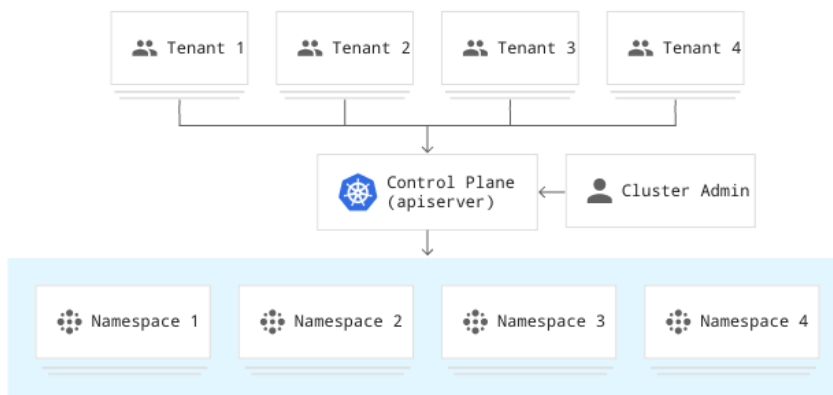 Tenant 1
Tenant 2
Tenant 3
Tenant 4
Control Plane
(apiserver)
Cluster Admin
Namespace 1
Namespace 2
Namespace 3
Namespace 4